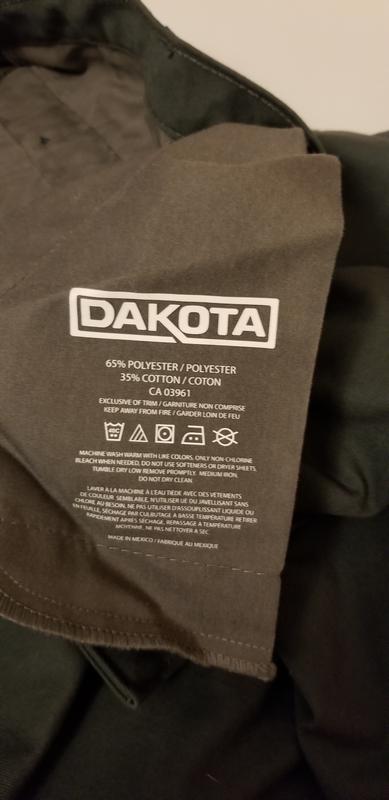 DAKOTA
65% POLYESTER / POLYESTER
35% COTTON / COTON
CA 03961
EXCLUSIVE OF TRIM / GARNITURE NON COMPRISE
KEEP AWAY FROM FIRE / GARDER LOIN DE FEU
MACHINE WASH WARM WITH LIKE COLORS, ONLY NON CHLORINE
BLEACH WHEN NEEDED, DO NOT USE SOFTENERS OR DRYER SHEETS.
TUMBLE DRY LOW REMOVE PROMPTLY. MEDIUM IRON.
DO NOT DRY CLEAN.
LAVER A LA MACHINE À L'EAU TIÈDE AVEC DES VÊTEMENTS
DE COULEUR SEMBLABLE, N'UTILISER UE DU JAVELLISANT SANS
CHLORE AU BESOIN, NE PAS UTILISER D'ASSOUPLISSANT LIQUIDE OU
EN FEUILLE, SÉCHAGE PAR CULBUTAGE A BASSE TEMPÉRATURE RETIRER
RAPIDEMENT APRÈS SÉCHAGE, REPASSAGE À TEMPÉRATURE
MOYENNE, NE PAS NETTOYER A SEC.
MADE IN MEXICO / FABRIQUE AU MEXIQUE